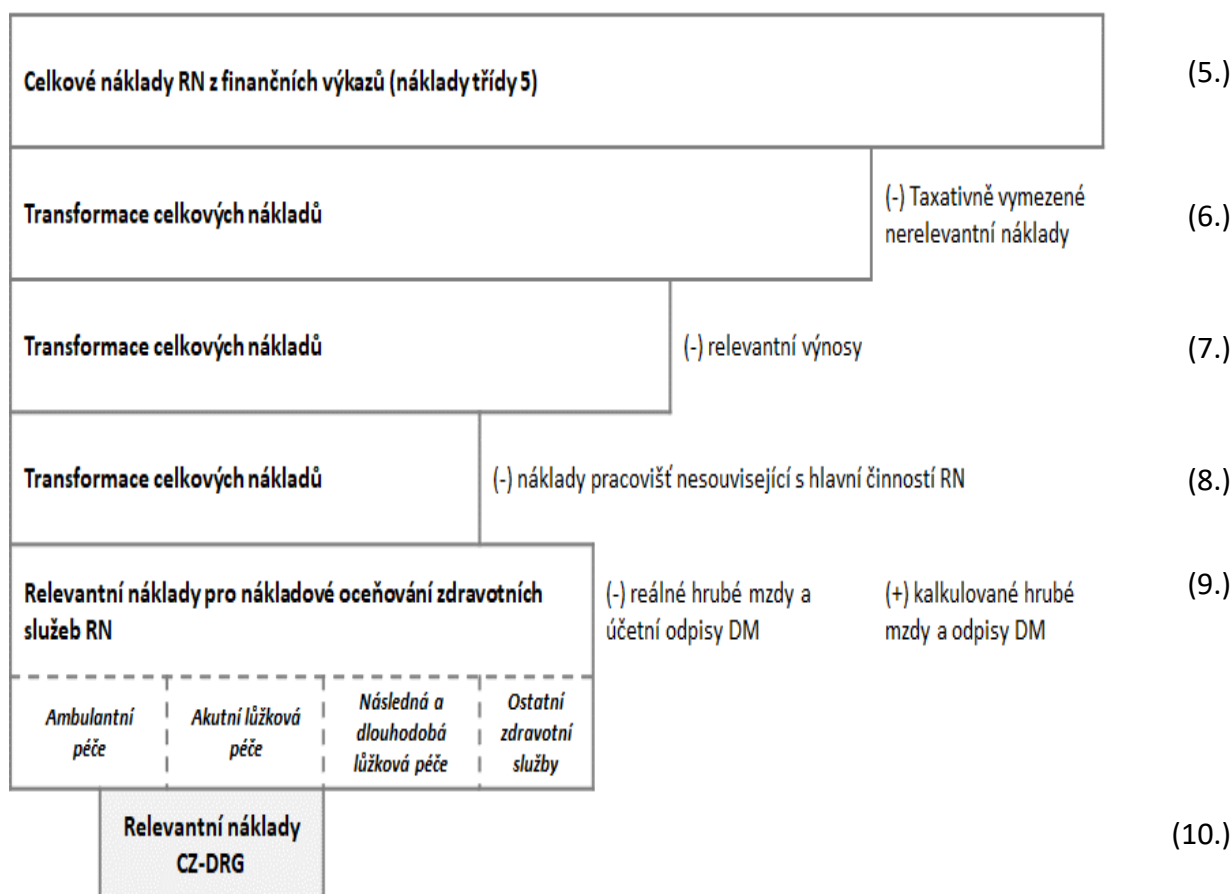 Celkové náklady RN z finančních výkazů (náklady třídy 5)
(5.)
Transformace celkových nákladů
(-) Taxativně vymezené
nerelevantní náklady
(6.)
Transformace celkových nákladů
(-) relevantní výnosy
(7.)
Transformace celkových nákladů
(-) náklady pracovišť nesouvisející s hlavní činností RN
(8.)
Relevantní náklady pro nákladové oceňování zdravotních
služeb RN
(-) reálné hrubé mzdy a
účetní odpisy DM
(+) kalkulované hrubé
mzdy a odpisy DM
(9.)
Ambulantní
péče
Akutní lůžková
péče
Následná a
dlouhodobá
lůžková péče
Ostatní
zdravotní
služby
Relevantní náklady
CZ-DRG
(10.)